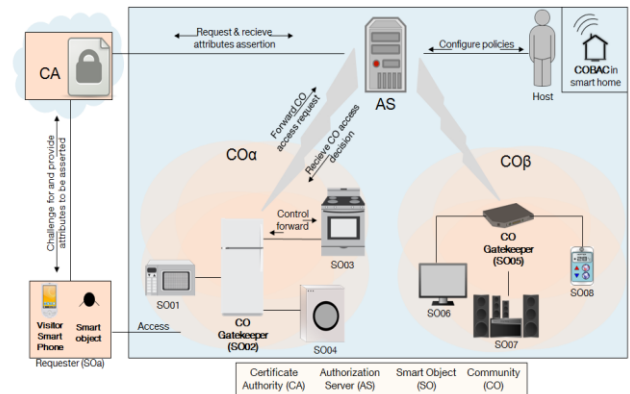 Request & recieve
attributes assertion
Configure policies
CA
AS
Host
COBAC in
smart home
Forward CO
access request
Recieve CO access
decision
COα
COβ
Challenge for and provide
attributes to be asserted
Control
forward
CO
Gatekeeper
(SO05)
SO03
SO01
SO06
SO08
Visitor
Smart
Phone
Smart
object
Access
CO
Gatekeeper
(SO02)
SO04
SO07
Requester (SOa)
Certificate
Authority (CA)
Authorization
Server (AS)
Smart Object
(SO)
Community
(CO)